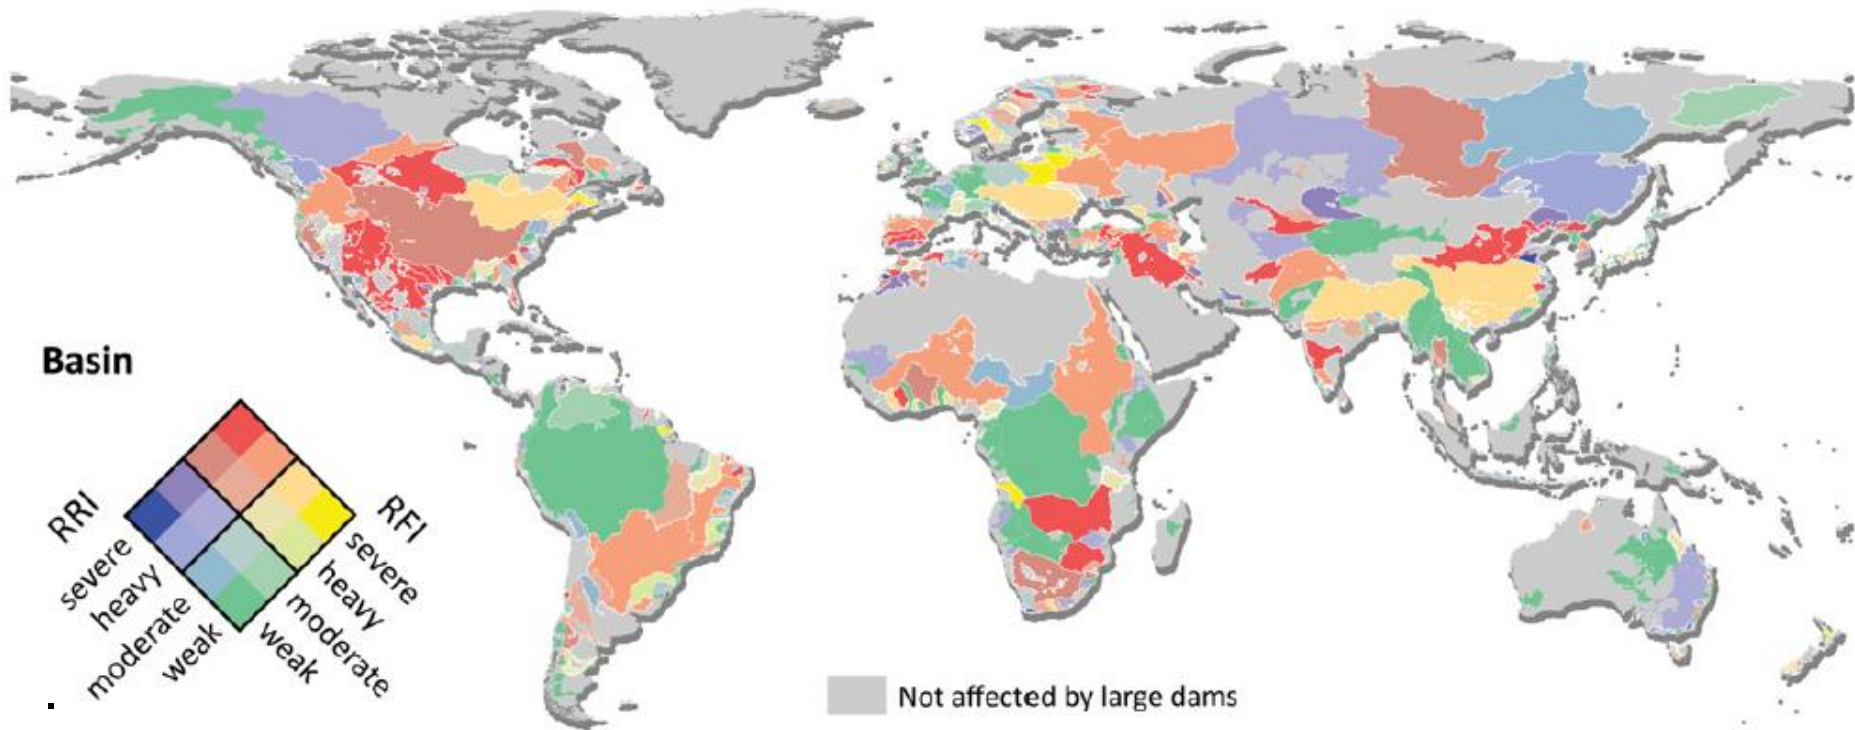 Basin
RRI
severe
heavy
moderate
weak
RFI
severe
heavy
moderate
weak
Not affected by large dams